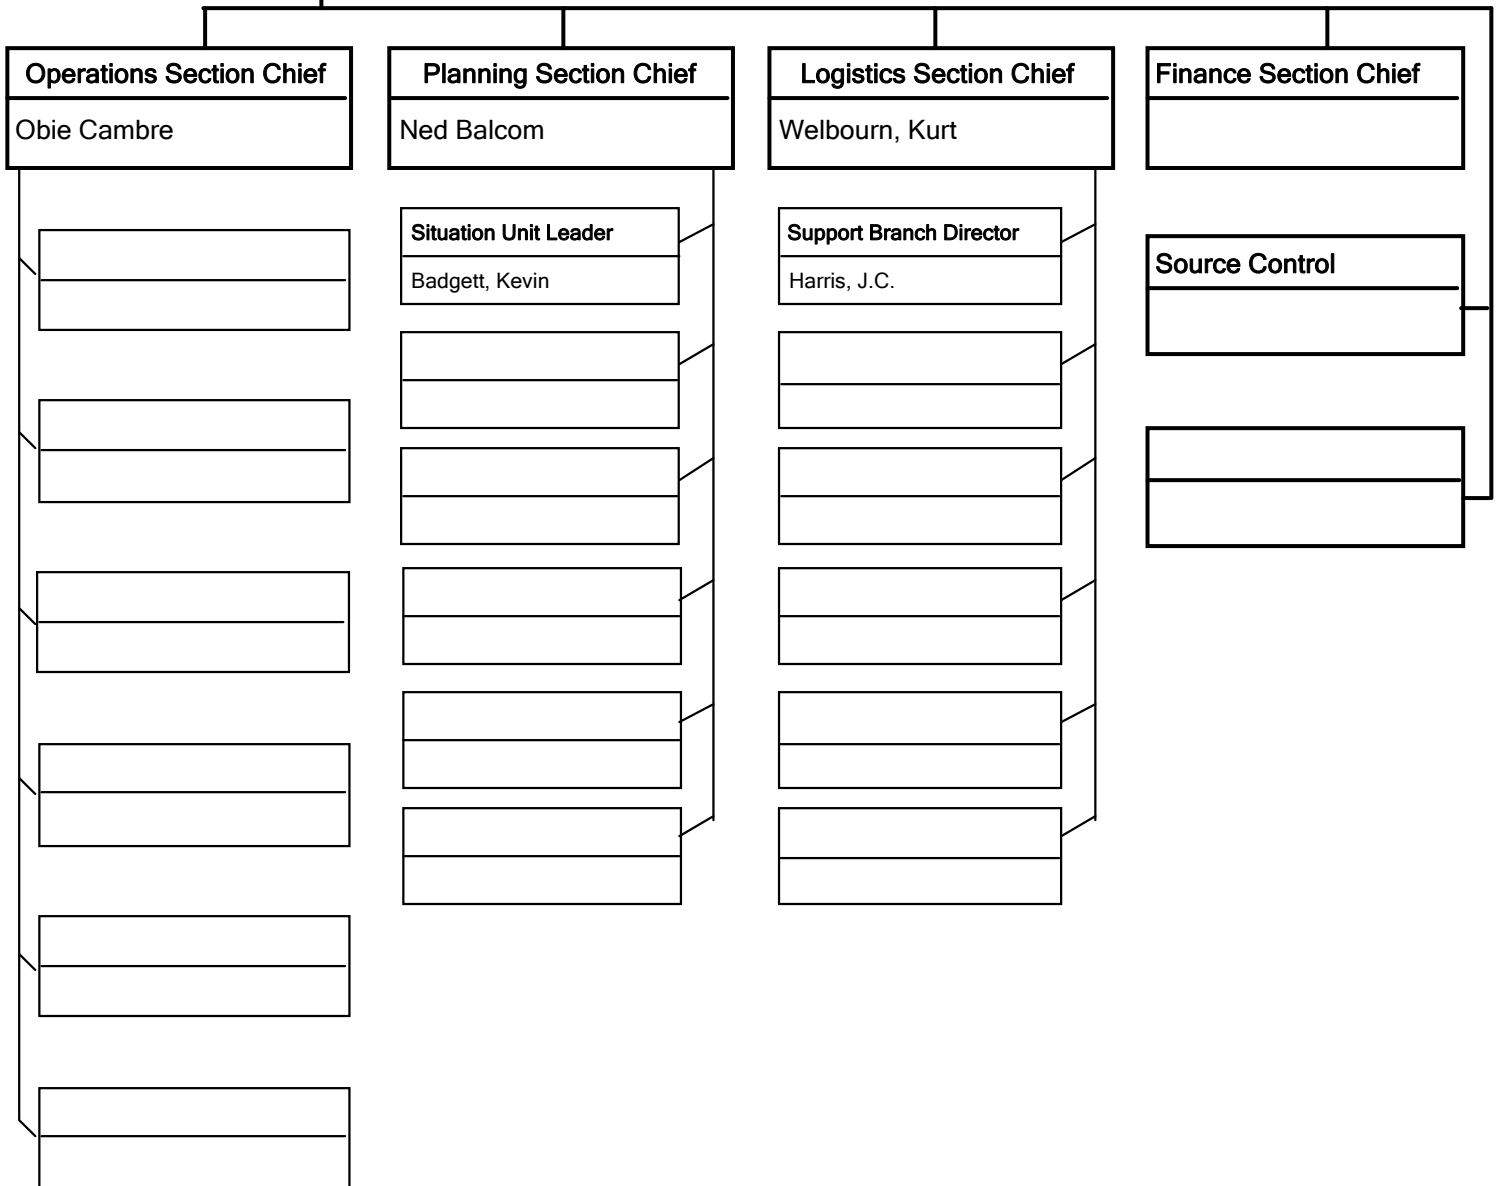 Operations Section Chief
Obie Cambre
Planning Section Chief
Ned Balcom
Logistics Section Chief
Welbourn, Kurt
Finance Section Chief
Situation Unit Leader
Badgett, Kevin
Support Branch Director
Harris, J.C.
Source Control